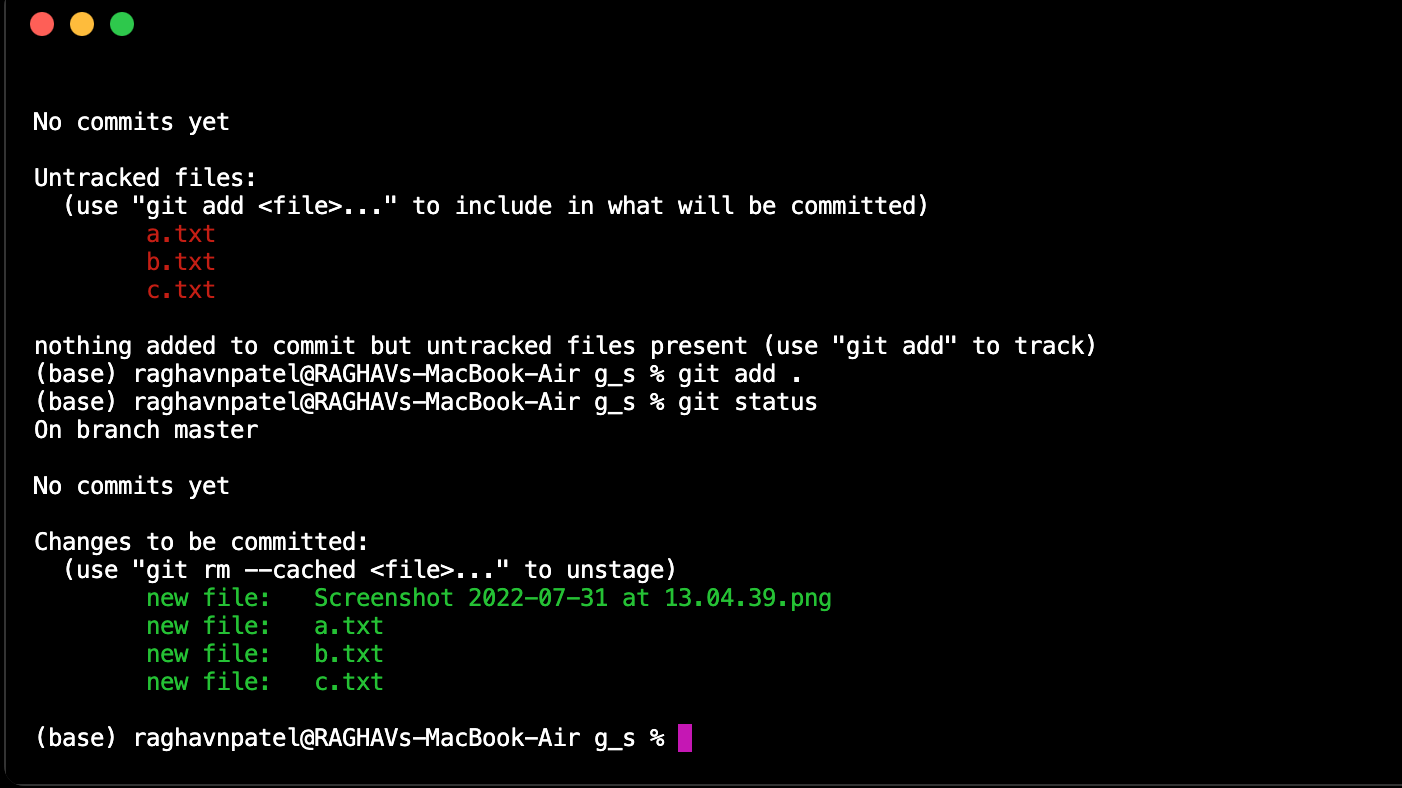 No commits yet
Untracked files:
  (use "git add <file>..." to include in what will be committed)
        a.txt
        b.txt
        c.txt
nothing added to commit but untracked files present (use "git add" to track)
(base) raghavnpatel@RAGHAVs-MacBook-Air g_s % git add .
(base) raghavnpatel@RAGHAVs-MacBook-Air g_s % git status
On branch master
No commits yet
Changes to be committed:
  (use "git rm --cached <file>..." to unstage)
        new file:   Screenshot 2022-07-31 at 13.04.39.png
        new file:   a.txt
        new file:   b.txt
        new file:   c.txt
(base) raghavnpatel@RAGHAVs-MacBook-Air g_s %